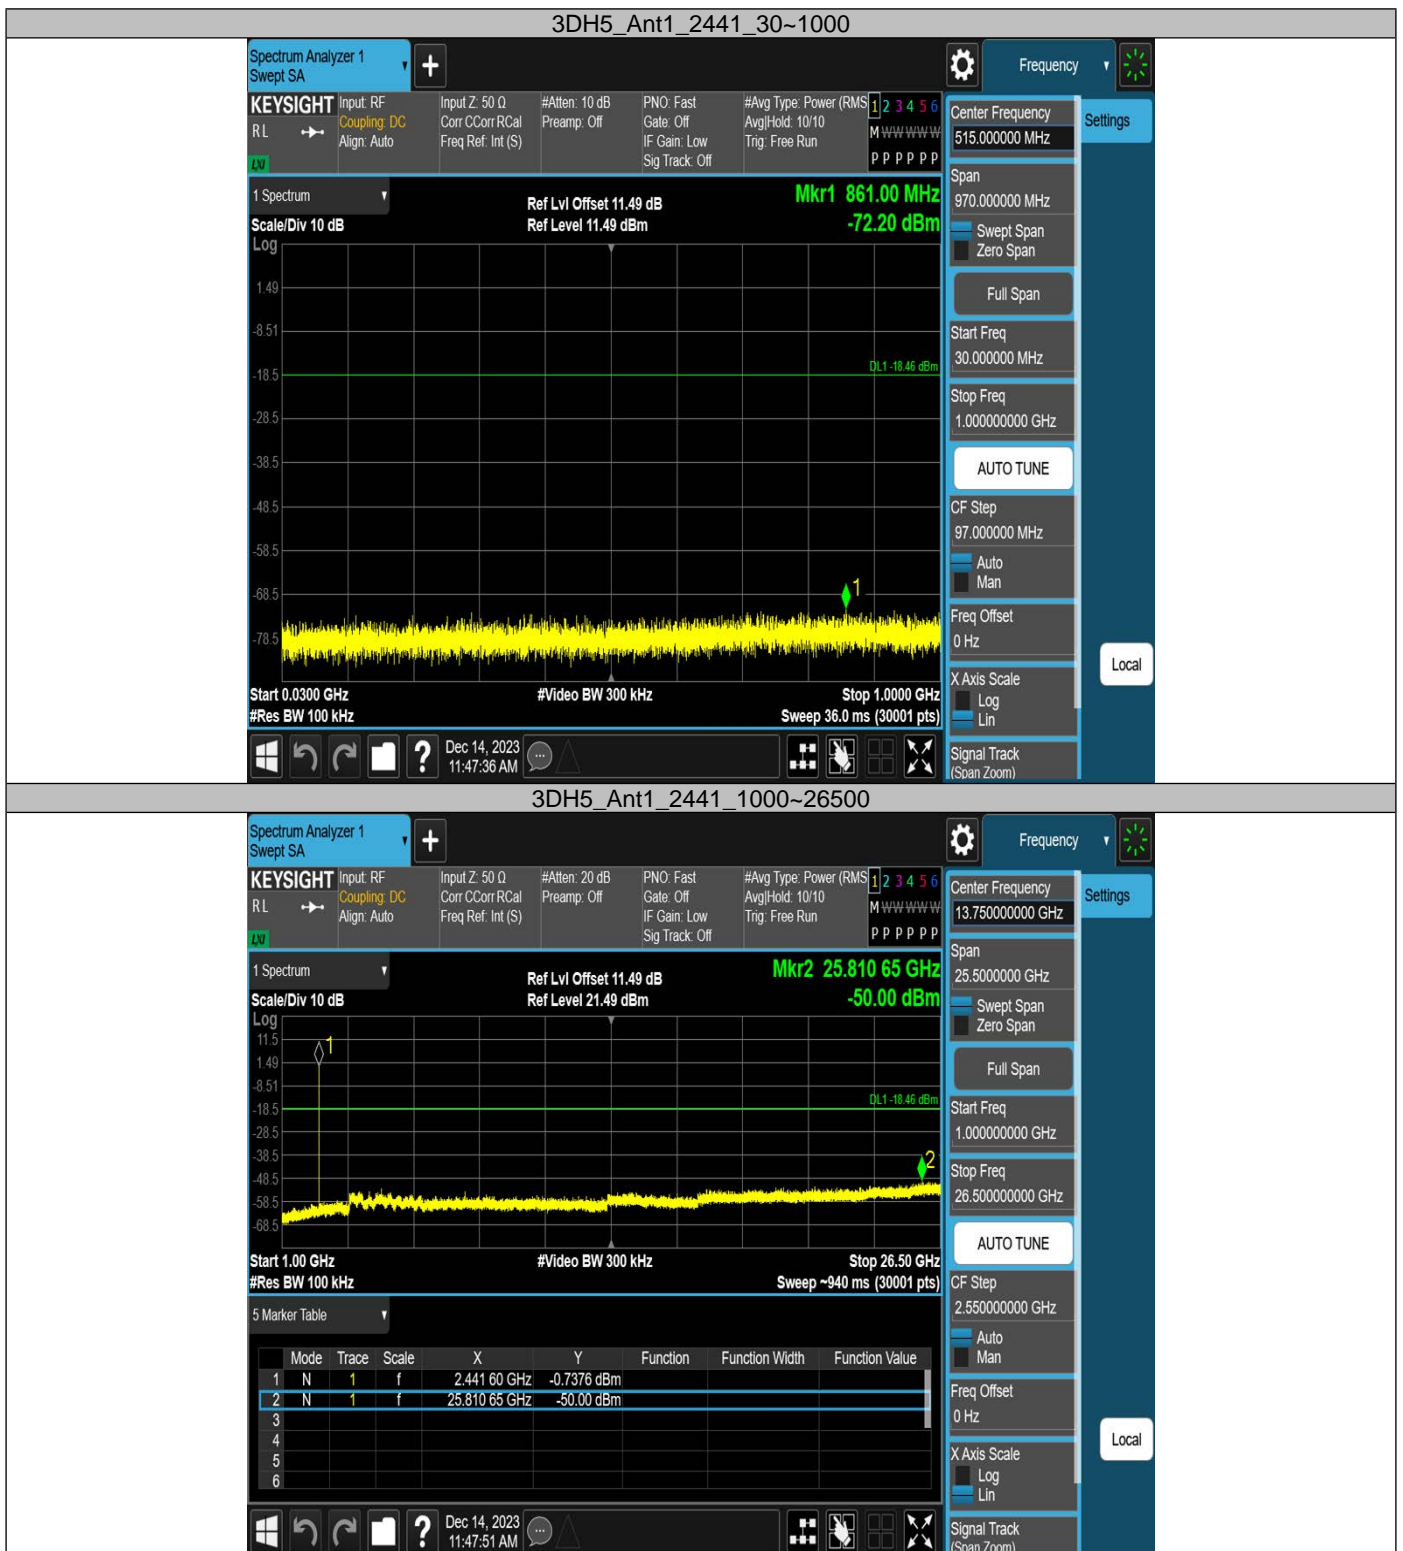 3DH5_Ant1_2441_30~1000
Spectrum Analyzer 1
Swept SA
Frequency
KEYSIGHT
RL
LXI
Input: RF
Coupling: DC
Align: Auto
Input Z: 50 Ω
Corr CCorr RCal
Freq Ref: Int (S)
#Atten: 10 dB
Preamp: Off
PNO: Fast
Gate: Off
IF Gain: Low
Sig Track: Off
#Avg Type: Power (RMS
Avg|Hold: 10/10
Trig: Free Run
1 2 3 4 5 6
M W W W W W
P P P P P P
1 Spectrum
Scale/Div 10 dB
Ref Lvl Offset 11.49 dB
Ref Level 11.49 dBm
Mkr1 861.00 MHz
-72.20 dBm
Log
1.49
-8.51
-18.5
-28.5
-38.5
-48.5
-58.5
-68.5
-78.5
DL1 -18.46 dBm
1
Start 0.0300 GHz
#Res BW 100 kHz
#Video BW 300 kHz
Stop 1.0000 GHz
Sweep 36.0 ms (30001 pts)
Dec 14, 2023
11:47:36 AM
Center Frequency
515.000000 MHz
Settings
Span
970.000000 MHz
Swept Span
Zero Span
Full Span
Start Freq
30.000000 MHz
Stop Freq
1.000000000 GHz
AUTO TUNE
CF Step
97.000000 MHz
Auto
Man
Freq Offset
0 Hz
X Axis Scale
Log
Lin
Signal Track
(Span Zoom)
Local
3DH5_Ant1_2441_1000~26500
Spectrum Analyzer 1
Swept SA
Frequency
KEYSIGHT
RL
LXI
Input: RF
Coupling: DC
Align: Auto
Input Z: 50 Ω
Corr CCorr RCal
Freq Ref: Int (S)
#Atten: 20 dB
Preamp: Off
PNO: Fast
Gate: Off
IF Gain: Low
Sig Track: Off
#Avg Type: Power (RMS
Avg|Hold: 10/10
Trig: Free Run
1 2 3 4 5 6
M W W W W W
P P P P P P
1 Spectrum
Scale/Div 10 dB
Ref Lvl Offset 11.49 dB
Ref Level 21.49 dBm
Mkr2 25.810 65 GHz
-50.00 dBm
Log
11.5
1.49
-8.51
-18.5
-28.5
-38.5
-48.5
-58.5
-68.5
DL1 -18.46 dBm
1
2
Start 1.00 GHz
#Res BW 100 kHz
#Video BW 300 kHz
Stop 26.50 GHz
Sweep ~940 ms (30001 pts)
5 Marker Table
Mode Trace Scale X Y Function Function Width Function Value
1 N 1 f 2.441 60 GHz -0.7376 dBm
2 N 1 f 25.810 65 GHz -50.00 dBm
3
4
5
6
Dec 14, 2023
11:47:51 AM
Center Frequency
13.750000000 GHz
Settings
Span
25.5000000 GHz
Swept Span
Zero Span
Full Span
Start Freq
1.000000000 GHz
Stop Freq
26.500000000 GHz
AUTO TUNE
CF Step
2.550000000 GHz
Auto
Man
Freq Offset
0 Hz
X Axis Scale
Log
Lin
Signal Track
(Span Zoom)
Local